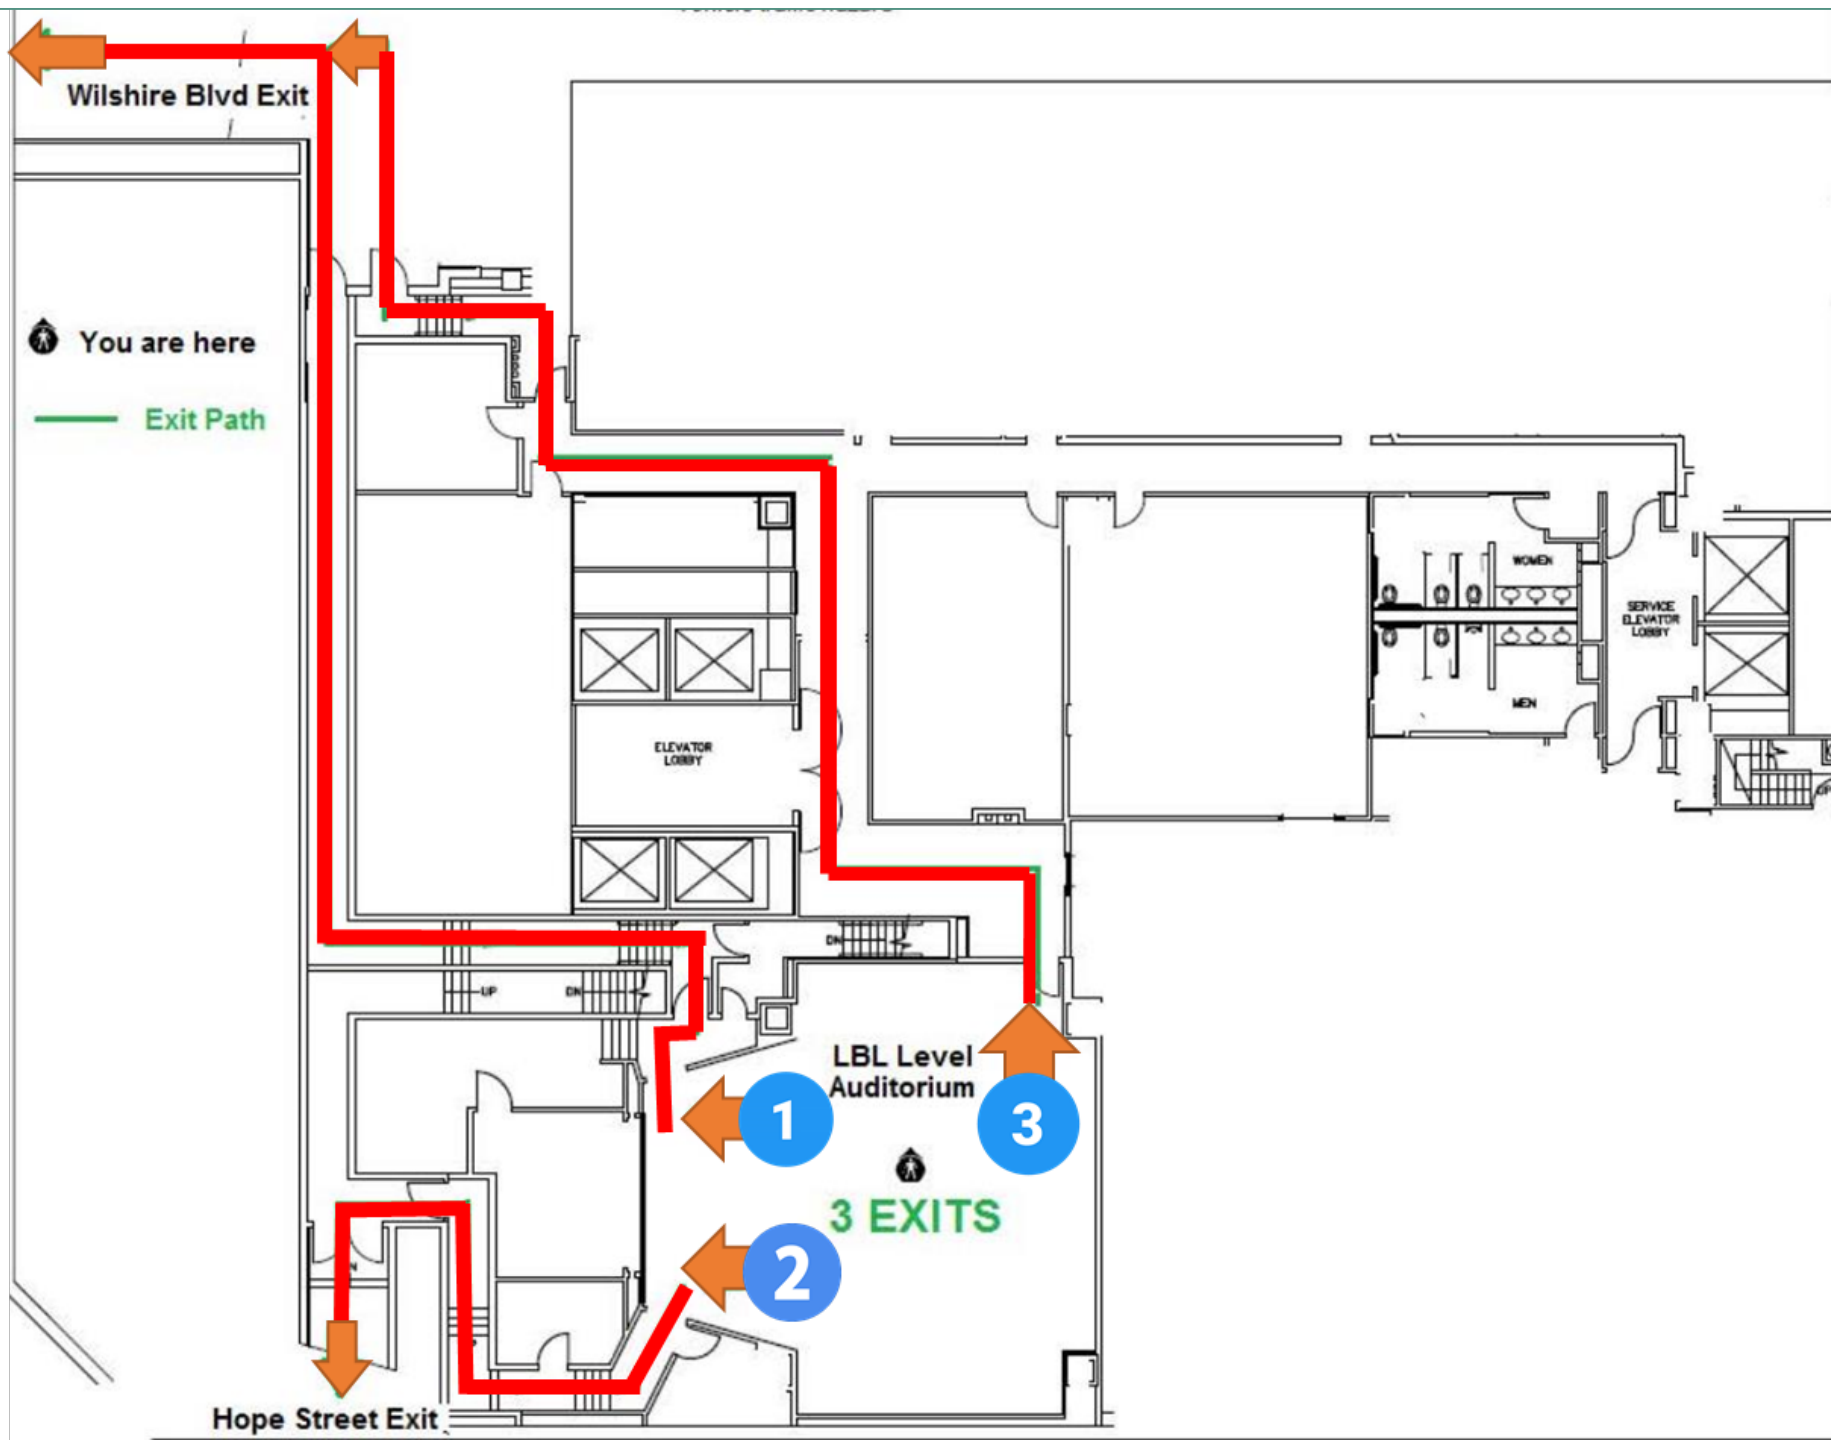 Wilshire Blvd Exit
You are here
Exit Path
WOMEN
SERVICE
ELEVATOR
LOBBY
MEN
ELEVATOR
LOBBY
UP
DN
UP
DN
LBL Level
Auditorium
1
3
3 EXITS
2
Hope Street Exit